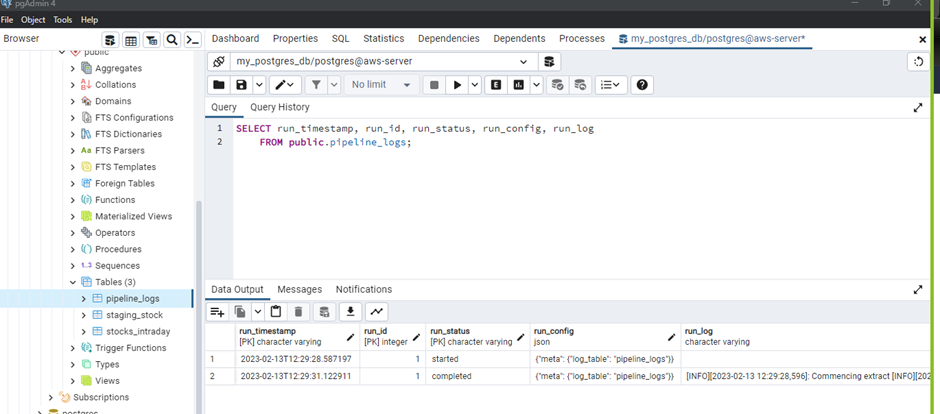 pgAdmin 4
File Object Tools Help
Browser
Dashboard Properties SQL Statistics Dependencies Dependents Processes my_postgres_db/postgres@aws-server*
public
Aggregates
Collations
Domains
FTS Configurations
FTS Dictionaries
Aa FTS Parsers
FTS Templates
Foreign Tables
Functions
Materialized Views
Operators
Procedures
1..3 Sequences
Tables (3)
pipeline_logs
staging_stock
stocks_intraday
Trigger Functions
Types
Views
Subscriptions
postgres
my_postgres_db/postgres@aws-server
No limit
E
Query Query History
1 SELECT run_timestamp, run_id, run_status, run_config, run_log
2 FROM public.pipeline_logs;
Data Output Messages Notifications
run_timestamp run_id run_status run_config run_log
[PK] character varying [PK] integer [PK] character varying json character varying
1 2023-02-13T12:29:28.587197 1 started {"meta": {"log_table": "pipeline_logs"}}
2 2023-02-13T12:29:31.122911 1 completed {"meta": {"log_table": "pipeline_logs"}} [INFO][2023-02-13 12:29:28,596]: Commencing extract [INFO][202